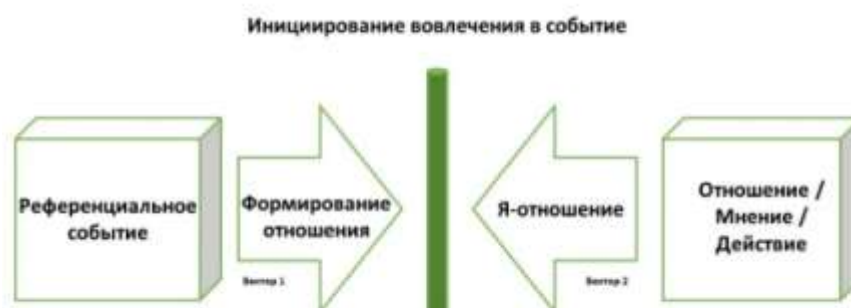 Инициирование вовлечения в событие
Референциальное
событие
Формирование
отношения
Вектор 1
Я-отношение
Вектор 2
Отношение /
Мнение /
Действие